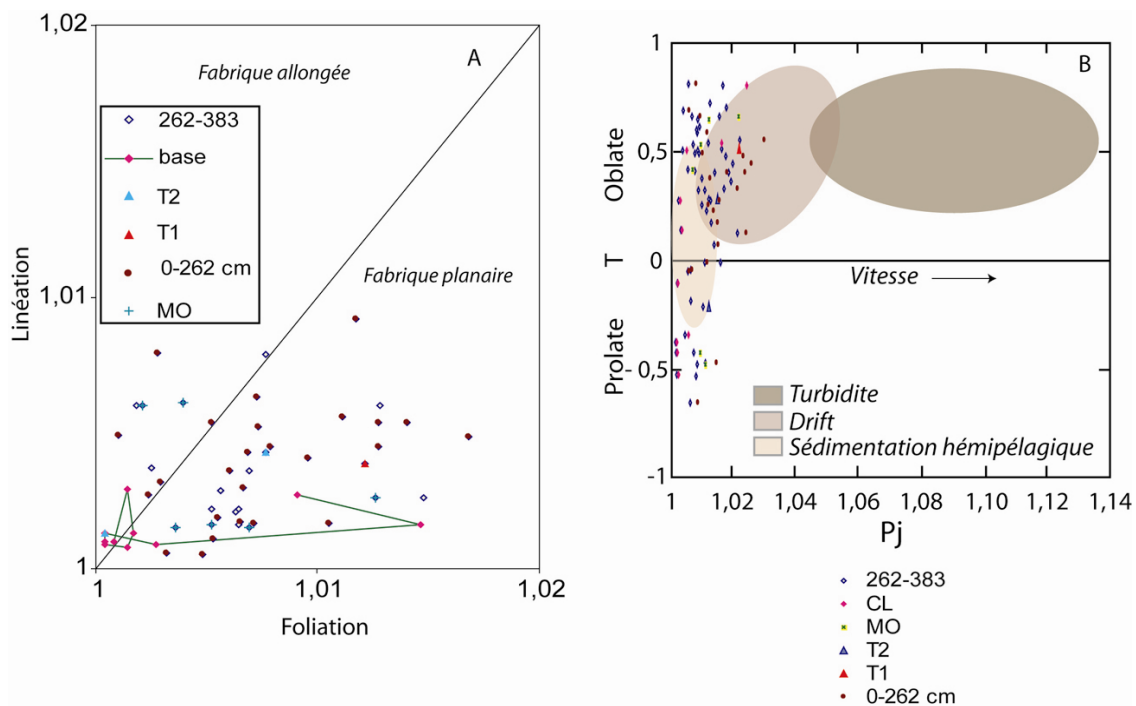 1,02
A
Fabrique allongée
262-383
base
T2
T1
0-262 cm
MO
Fabrique planaire
Linéation
1,01
1
1
1,01
1,02
Foliation
B
1
Oblate
0,5
T
0
Vitesse
Prolate
- 0,5
Turbidite
Drift
Sédimentation hémipélagique
-1
1
1,02
1,04
1,06
1,08
1,10
1,12
1,14
Pj
262-383
CL
MO
T2
T1
0-262 cm